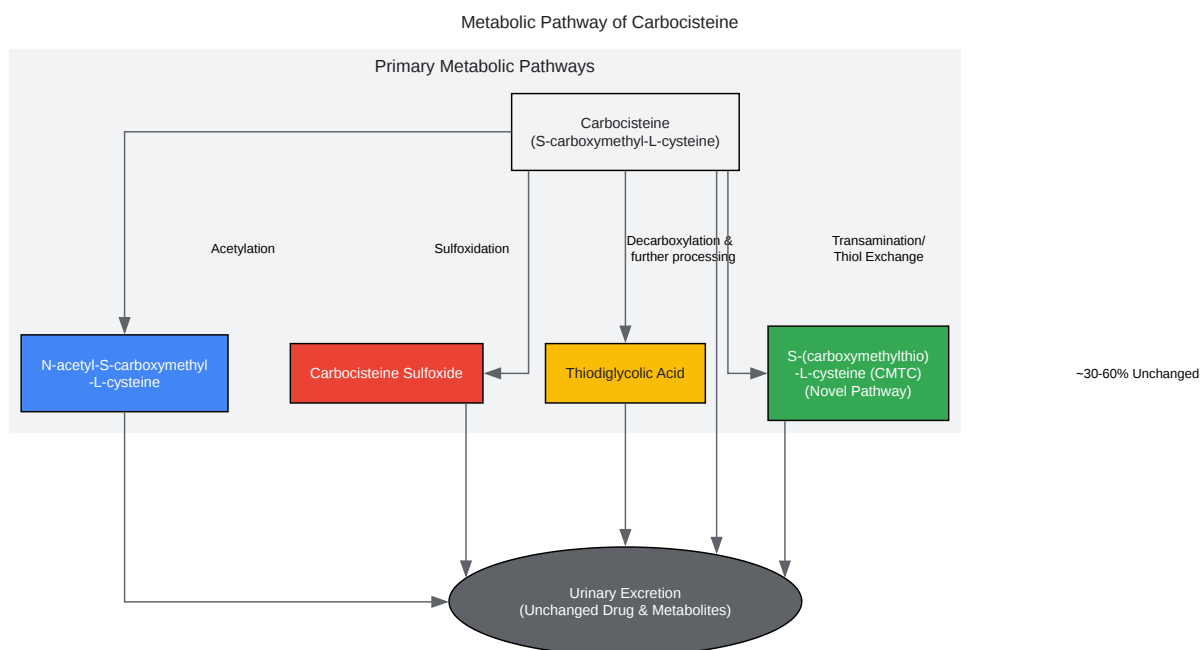 Metabolic Pathway of Carbocisteine
Primary Metabolic Pathways
Carbocisteine
(S-carboxymethyl-L-cysteine)
Acetylation
Sulfoxidation
Decarboxylation &
further processing
Transamination/
Thiol Exchange
N-acetyl-S-carboxymethyl
-L-cysteine
Carbocisteine Sulfoxide
Thiodiglycolic Acid
S-(carboxymethylthio)
-L-cysteine (CMTC)
(Novel Pathway)
~30-60% Unchanged
Urinary Excretion
(Unchanged Drug & Metabolites)